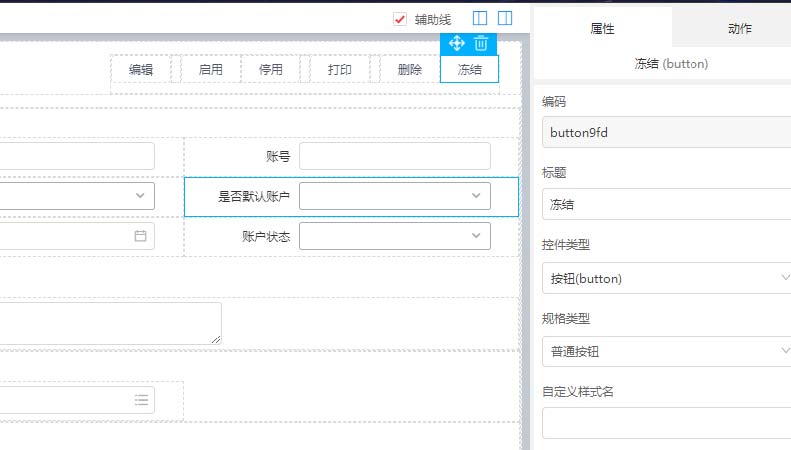 辅助线
属性 动作
冻结 (button)
编辑 启用 停用 打印 删除 冻结
编码
button9fd
账号
标题
是否默认账户
冻结
账户状态
控件类型
按钮(button)
规格类型
普通按钮
自定义样式名